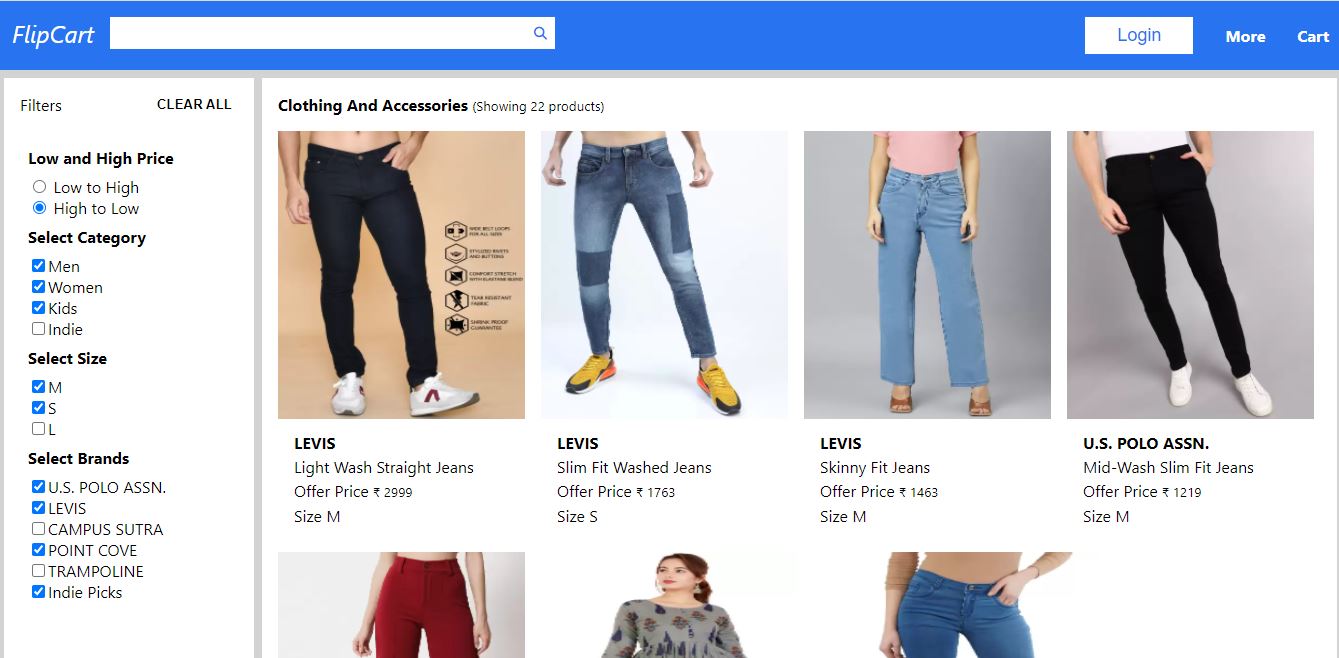 FlipCart
Login
More
Cart
Filters
CLEAR ALL
Low and High Price
Low to High
High to Low
Select Category
Men
Women
Kids
Indie
Select Size
M
S
L
Select Brands
U.S. POLO ASSN.
LEVIS
CAMPUS SUTRA
POINT COVE
TRAMPOLINE
Indie Picks
Clothing And Accessories (Showing 22 products)
WIDE BELT LOOPS
FOR ALL SIZES
STYLIZED RIVETS
AND BUTTONS
COMFORT STRETCH
WITH ELASTANE BLEND
TEAR RESISTANT
FABRIC
SHRINK PROOF
GUARANTEE
LEVIS
Light Wash Straight Jeans
Offer Price ₹ 2999
Size M
LEVIS
Slim Fit Washed Jeans
Offer Price ₹ 1763
Size S
LEVIS
Skinny Fit Jeans
Offer Price ₹ 1463
Size M
U.S. POLO ASSN.
Mid-Wash Slim Fit Jeans
Offer Price ₹ 1219
Size M